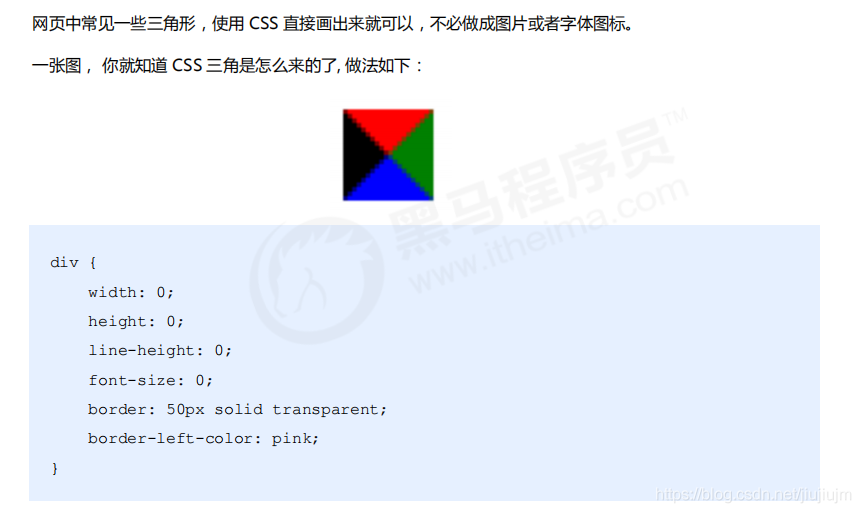 网页中常见一些三角形，使用 CSS 直接画出来就可以，不必做成图片或者字体图标。
一张图， 你就知道 CSS 三角是怎么来的了, 做法如下：
黑马程序员™
www.itheima.com
div {
    width: 0;
    height: 0;
    line-height: 0;
    font-size: 0;
    border: 50px solid transparent;
    border-left-color: pink;
}
https://blog.csdn.net/jiujiujm